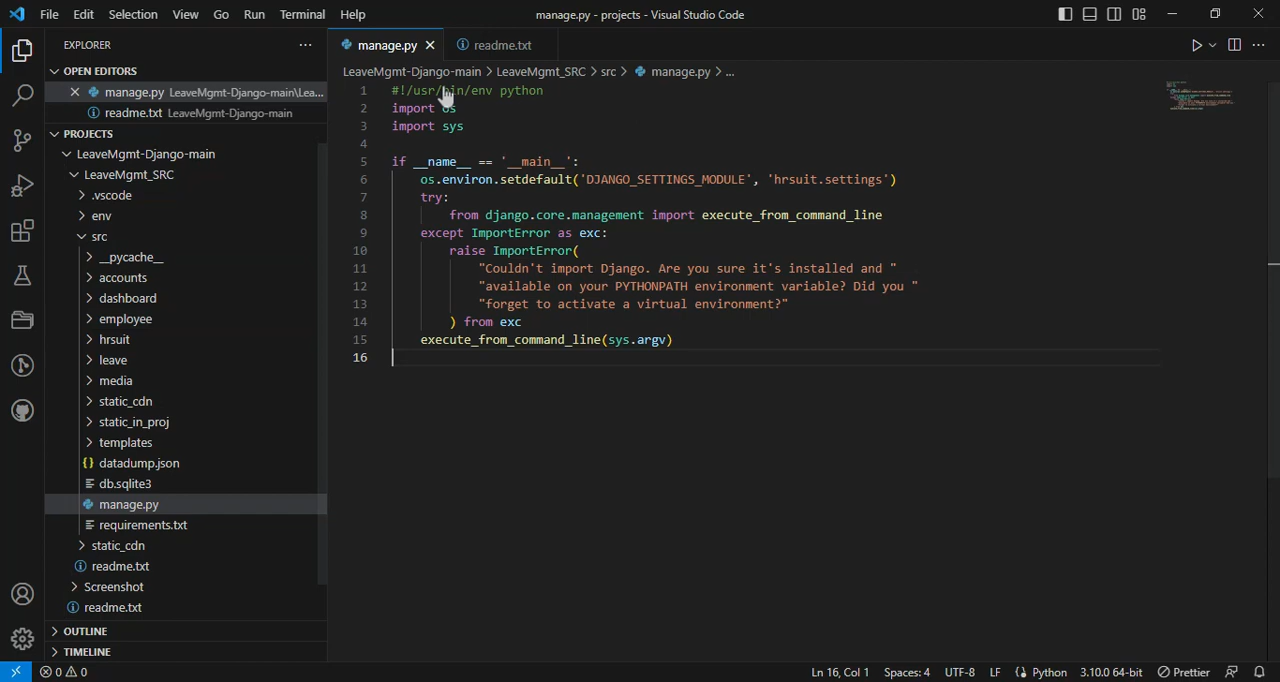 File Edit Selection View Go Run Terminal Help
manage.py - projects - Visual Studio Code
EXPLORER
OPEN EDITORS
manage.py LeaveMgmt-Django-main\Lea...
readme.txt LeaveMgmt-Django-main
PROJECTS
LeaveMgmt-Django-main
LeaveMgmt_SRC
.vscode
env
src
__pycache__
accounts
dashboard
employee
hrsuit
leave
media
static_cdn
static_in_proj
templates
datadump.json
db.sqlite3
manage.py
requirements.txt
static_cdn
readme.txt
Screenshot
readme.txt
OUTLINE
TIMELINE
manage.py readme.txt
LeaveMgmt-Django-main > LeaveMgmt_SRC > src > manage.py > ...
1 #!/usr/bin/env python
2 import os
3 import sys
4
5 if __name__ == '__main__':
6 os.environ.setdefault('DJANGO_SETTINGS_MODULE', 'hrsuit.settings')
7 try:
8 from django.core.management import execute_from_command_line
9 except ImportError as exc:
10 raise ImportError(
11 "Couldn't import Django. Are you sure it's installed and "
12 "available on your PYTHONPATH environment variable? Did you "
13 "forget to activate a virtual environment?"
14 ) from exc
15 execute_from_command_line(sys.argv)
16
0 0 Ln 16, Col 1 Spaces: 4 UTF-8 LF Python 3.10.0 64-bit Prettier